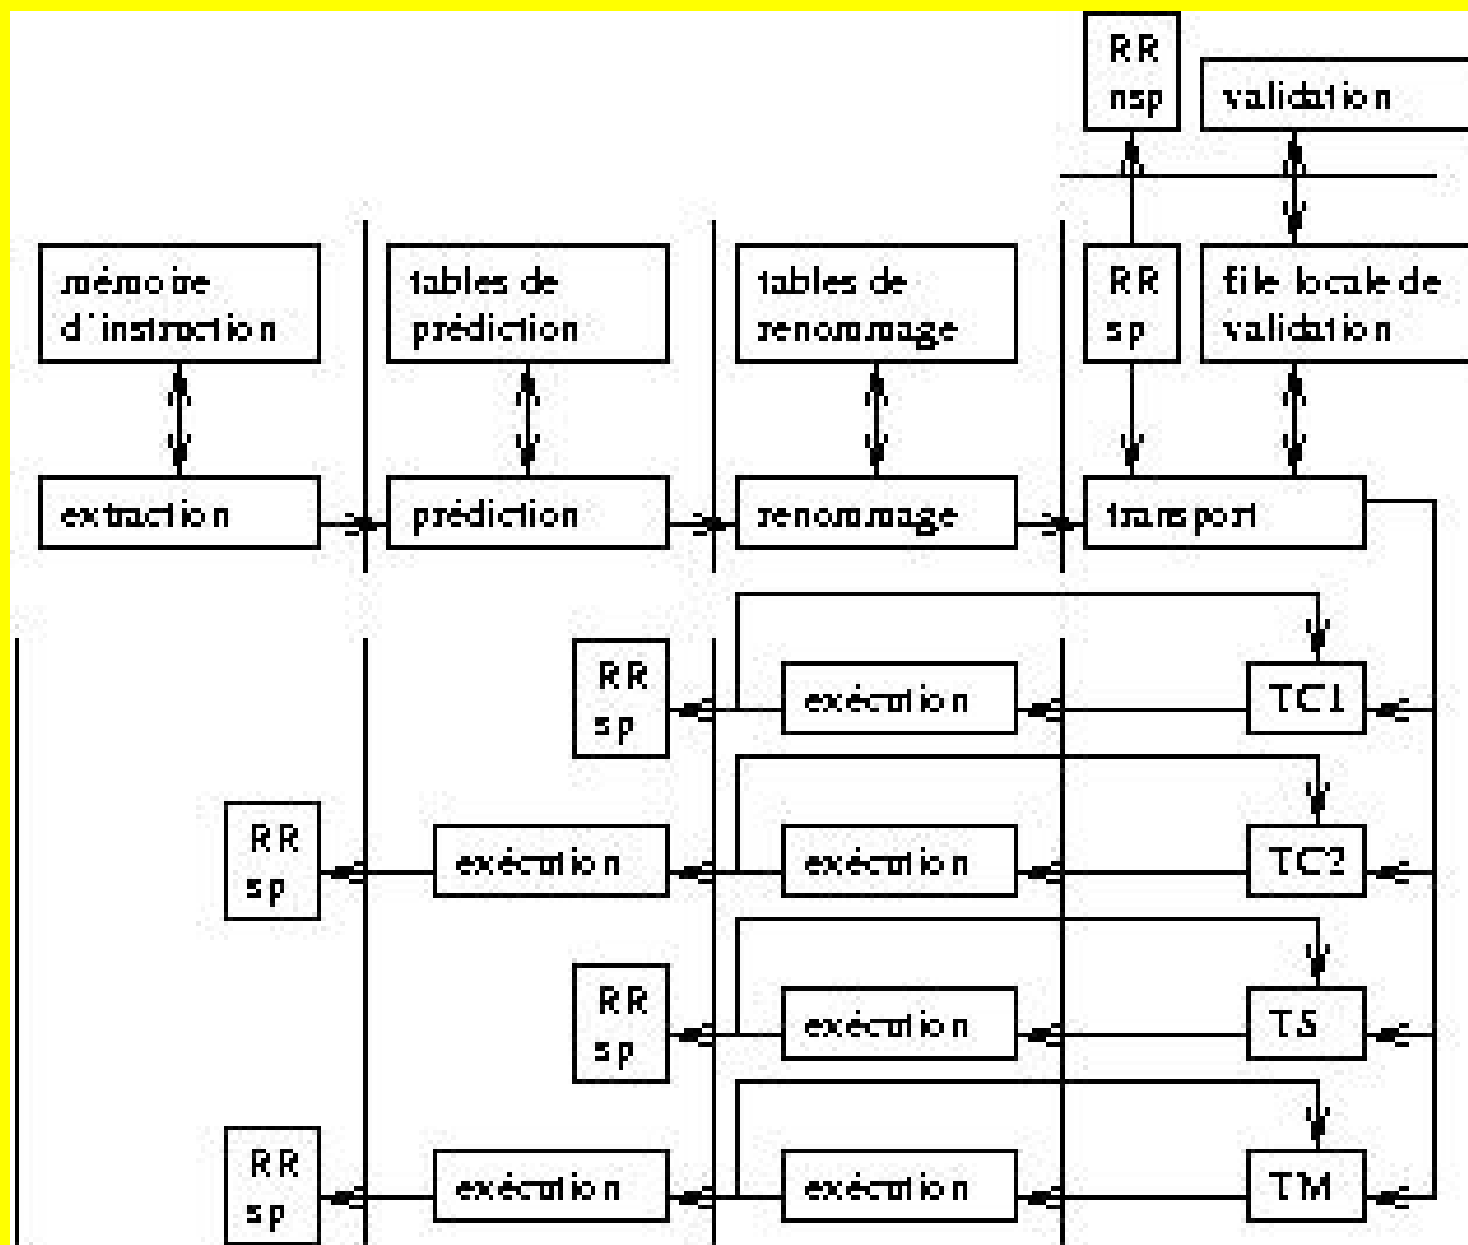 RR
nsp
validation
mémoire
d'instruction
tables de
prédiction
tables de
renommage
RR
sp
file locale de
validation
extraction
prédiction
renommage
transport
RR
sp
exécution
TC1
RR
sp
exécution
exécution
TC2
RR
sp
exécution
TS
RR
sp
exécution
exécution
TM